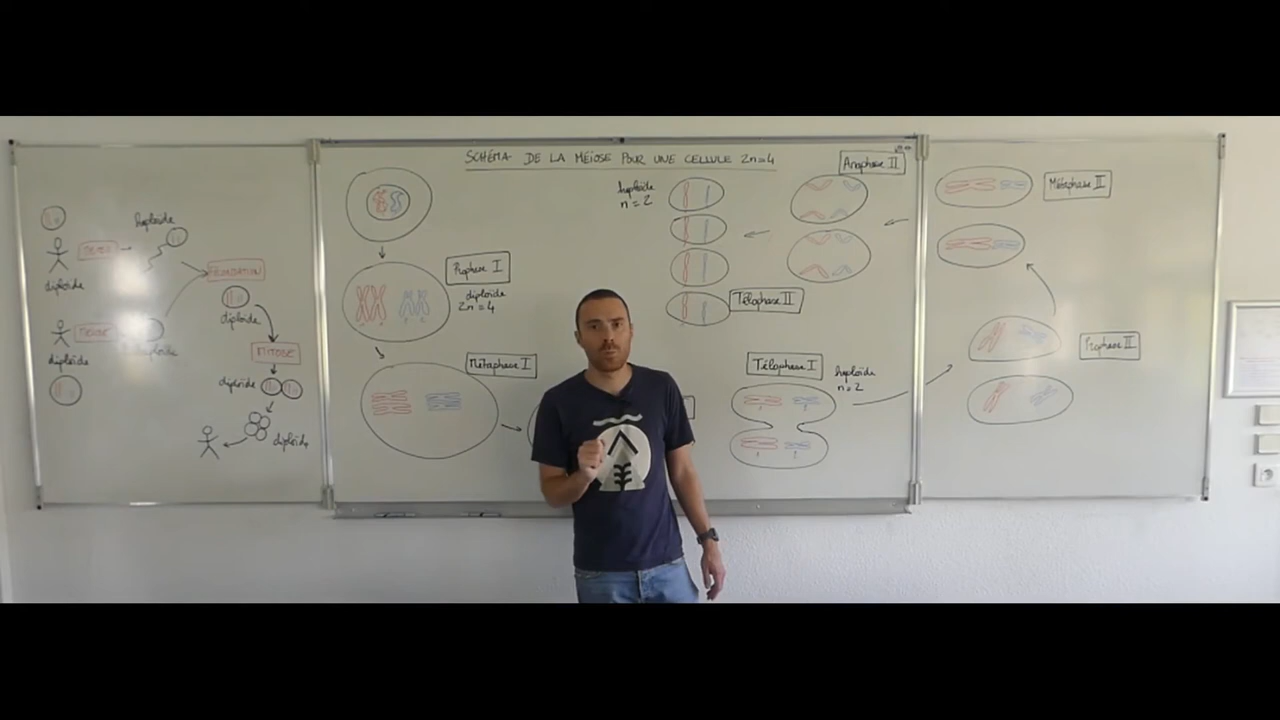 SCHÉMA DE LA MÉIOSE POUR UNE CELLULE 2n=4
haploïde
diploïde
FÉCONDATION
diploïde
MÉIOSE
diploïde
MITOSE
diploïde
diploïde
Prophase I
diploïde
2n=4
Métaphase I
haploïde
n=2
Télophase II
Anaphase II
Télophase I
haploïde
n=2
Métaphase II
Prophase II